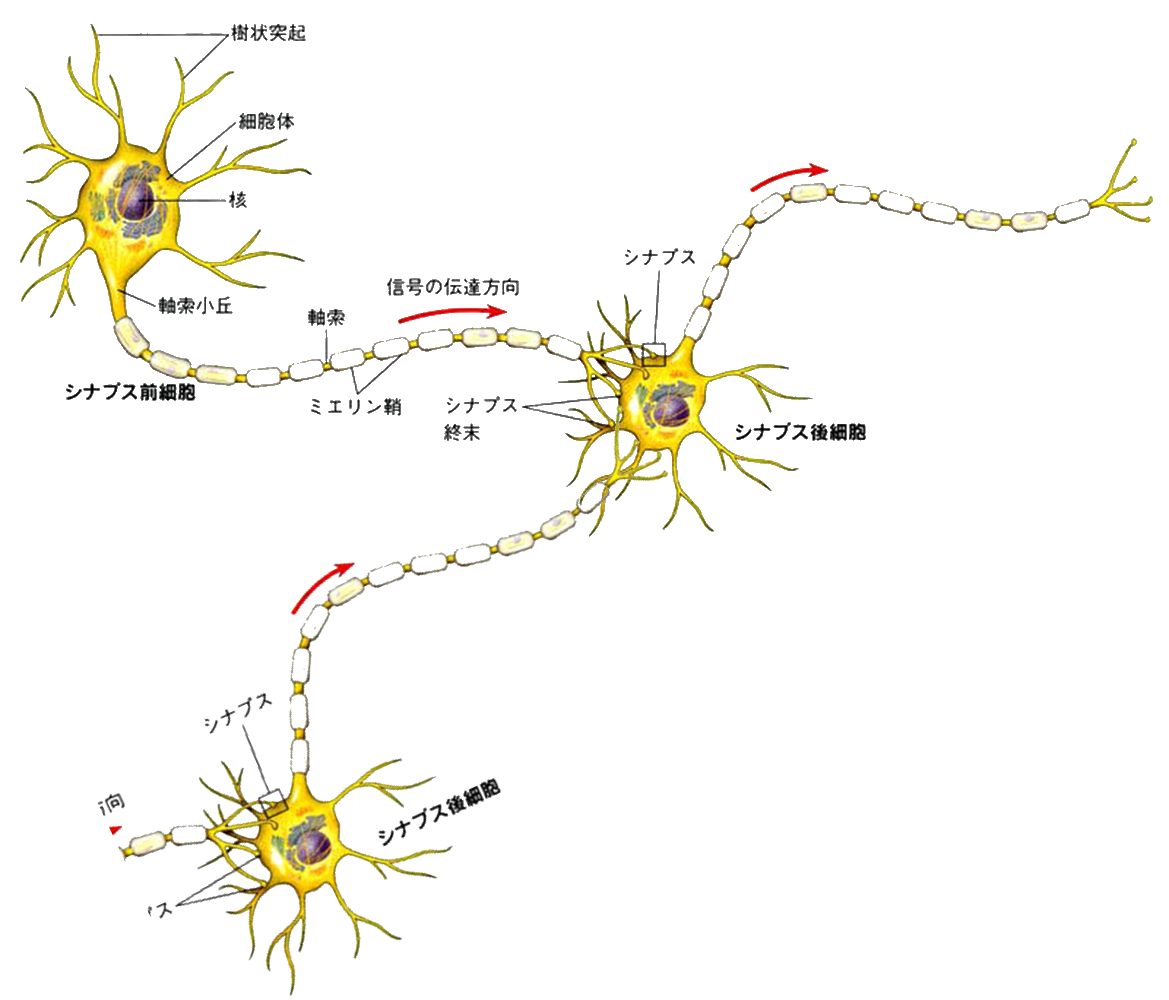 樹状突起
細胞体
核
軸索小丘
シナプス前細胞
軸索
ミエリン鞘
信号の伝達方向
シナプス
シナプス
終末
シナプス後細胞
シナプス
シナプス後細胞
向
ス